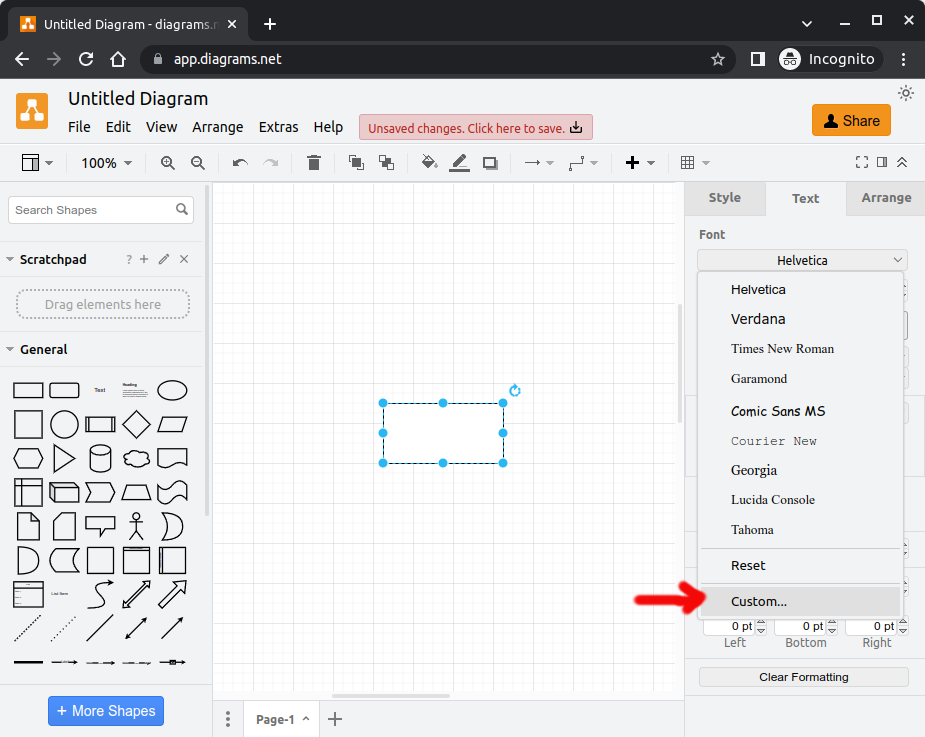 Untitled Diagram - diagrams.n
app.diagrams.net
Incognito
Untitled Diagram
File Edit View Arrange Extras Help
Unsaved changes. Click here to save.
Share
100%
Search Shapes
Scratchpad
?
Drag elements here
General
Text
Heading
List Item
+ More Shapes
Page-1
Style Text Arrange
Font
Helvetica
Helvetica
Verdana
Times New Roman
Garamond
Comic Sans MS
Courier New
Georgia
Lucida Console
Tahoma
Reset
Custom...
0 pt 0 pt 0 pt
Left Bottom Right
Clear Formatting